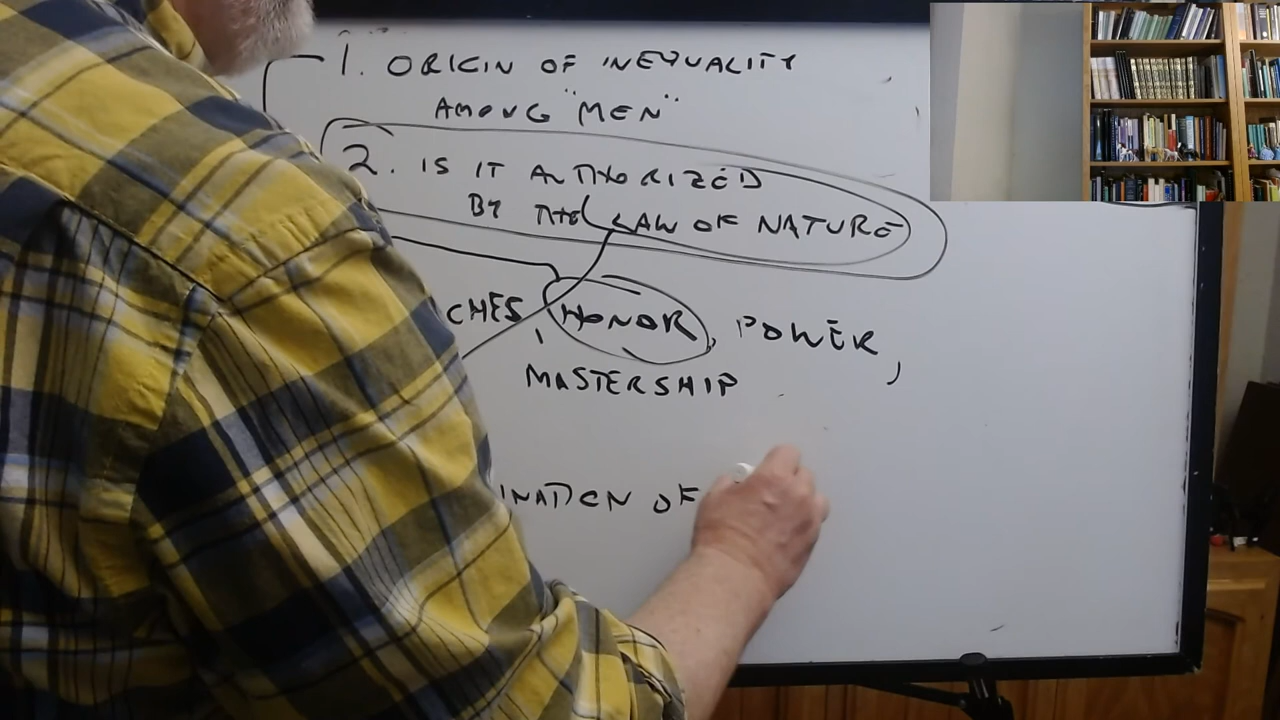 1. ORIGIN OF INEQUALITY
AMONG "MEN"
2. IS IT AUTHORIZED
BY THE LAW OF NATURE
CHES, HONOR, POWER,
MASTERSHIP
INATION OF